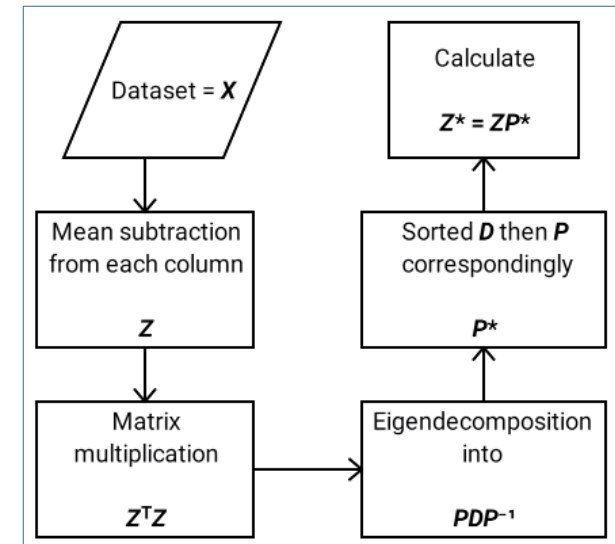 Dataset = X
Mean subtraction
from each column
Z
Matrix
multiplication
ZᵀZ
Eigendecomposition
into
PDP⁻¹
Sorted D then P
correspondingly
P*
Calculate
Z* = ZP*